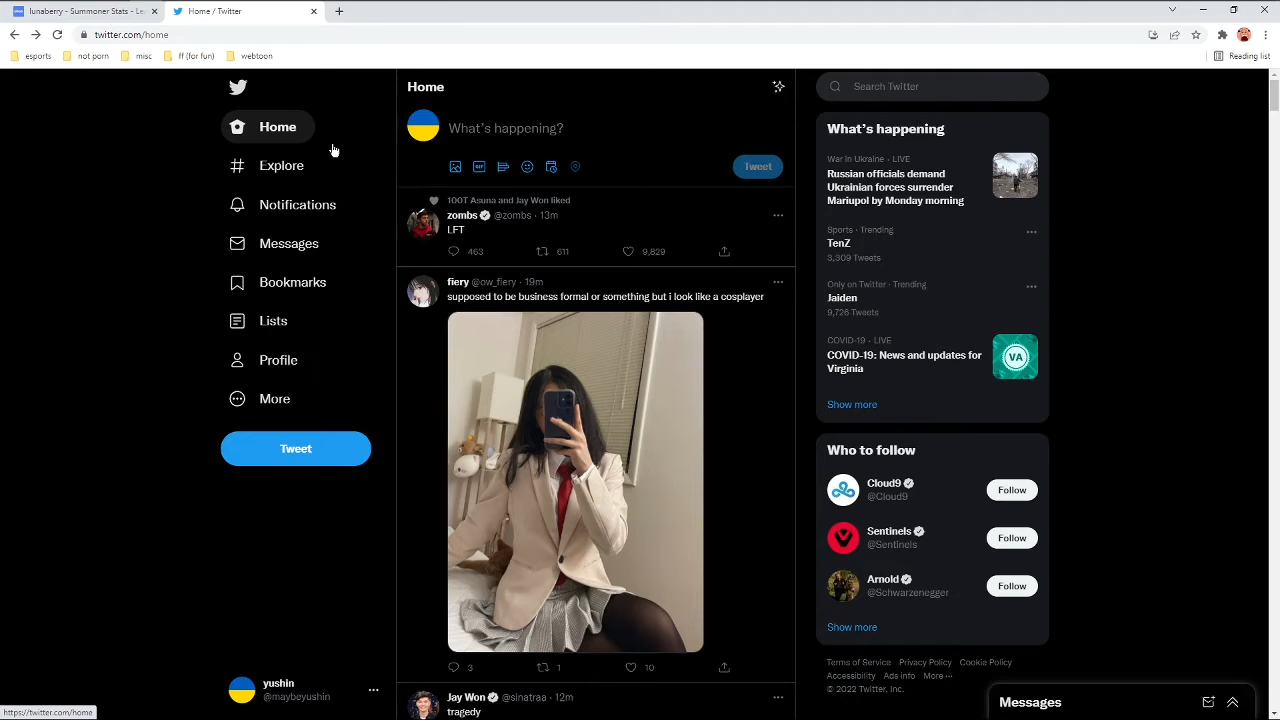 lunaberry - Summoner Stats - Le
Home / Twitter
twitter.com/home
Reading list
esports
not porn
misc
ff (for fun)
webtoon
Home
Explore
Notifications
Messages
Bookmarks
Lists
Profile
More
Tweet
yushin
@maybeyushin
https://twitter.com/home
Home
What's happening?
GIF
Tweet
100T Asuna and Jay Won liked
zombs @zombs · 13m
LFT
463 611 9,829
fiery @ow_fiery · 19m
supposed to be business formal or something but i look like a cosplayer
3 1 10
Jay Won @sinatraa · 12m
tragedy
Search Twitter
What's happening
War in Ukraine · LIVE
Russian officials demand
Ukrainian forces surrender
Mariupol by Monday morning
Sports · Trending
TenZ
3,309 Tweets
Only on Twitter · Trending
Jaiden
9,726 Tweets
COVID-19 · LIVE
COVID-19: News and updates for
Virginia
VA
Show more
Who to follow
Cloud9
@Cloud9
Follow
Sentinels
@Sentinels
Follow
Arnold
@Schwarzenegger
Follow
Show more
Terms of Service Privacy Policy Cookie Policy
Accessibility Ads info More ···
© 2022 Twitter, Inc.
Messages